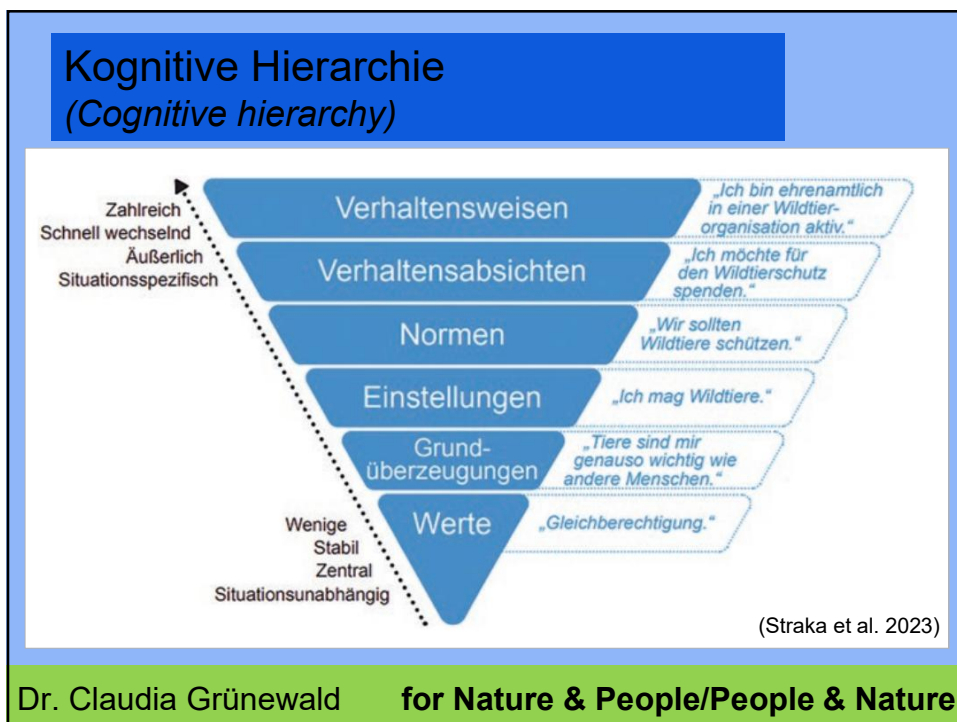 Kognitive Hierarchie
(Cognitive hierarchy)
Zahlreich
Schnell wechselnd
Äußerlich
Situationsspezifisch
Verhaltensweisen
„Ich bin ehrenamtlich
in einer Wildtier-
organisation aktiv.“
Verhaltensabsichten
„Ich möchte für
den Wildtierschutz
spenden.“
Normen
„Wir sollten
Wildtiere schützen.“
Einstellungen
„Ich mag Wildtiere.“
Grund-
überzeugungen
„Tiere sind mir
genauso wichtig wie
andere Menschen.“
Werte
„Gleichberechtigung.“
Wenige
Stabil
Zentral
Situationsunabhängig
(Straka et al. 2023)
Dr. Claudia Grünewald for Nature & People/People & Nature